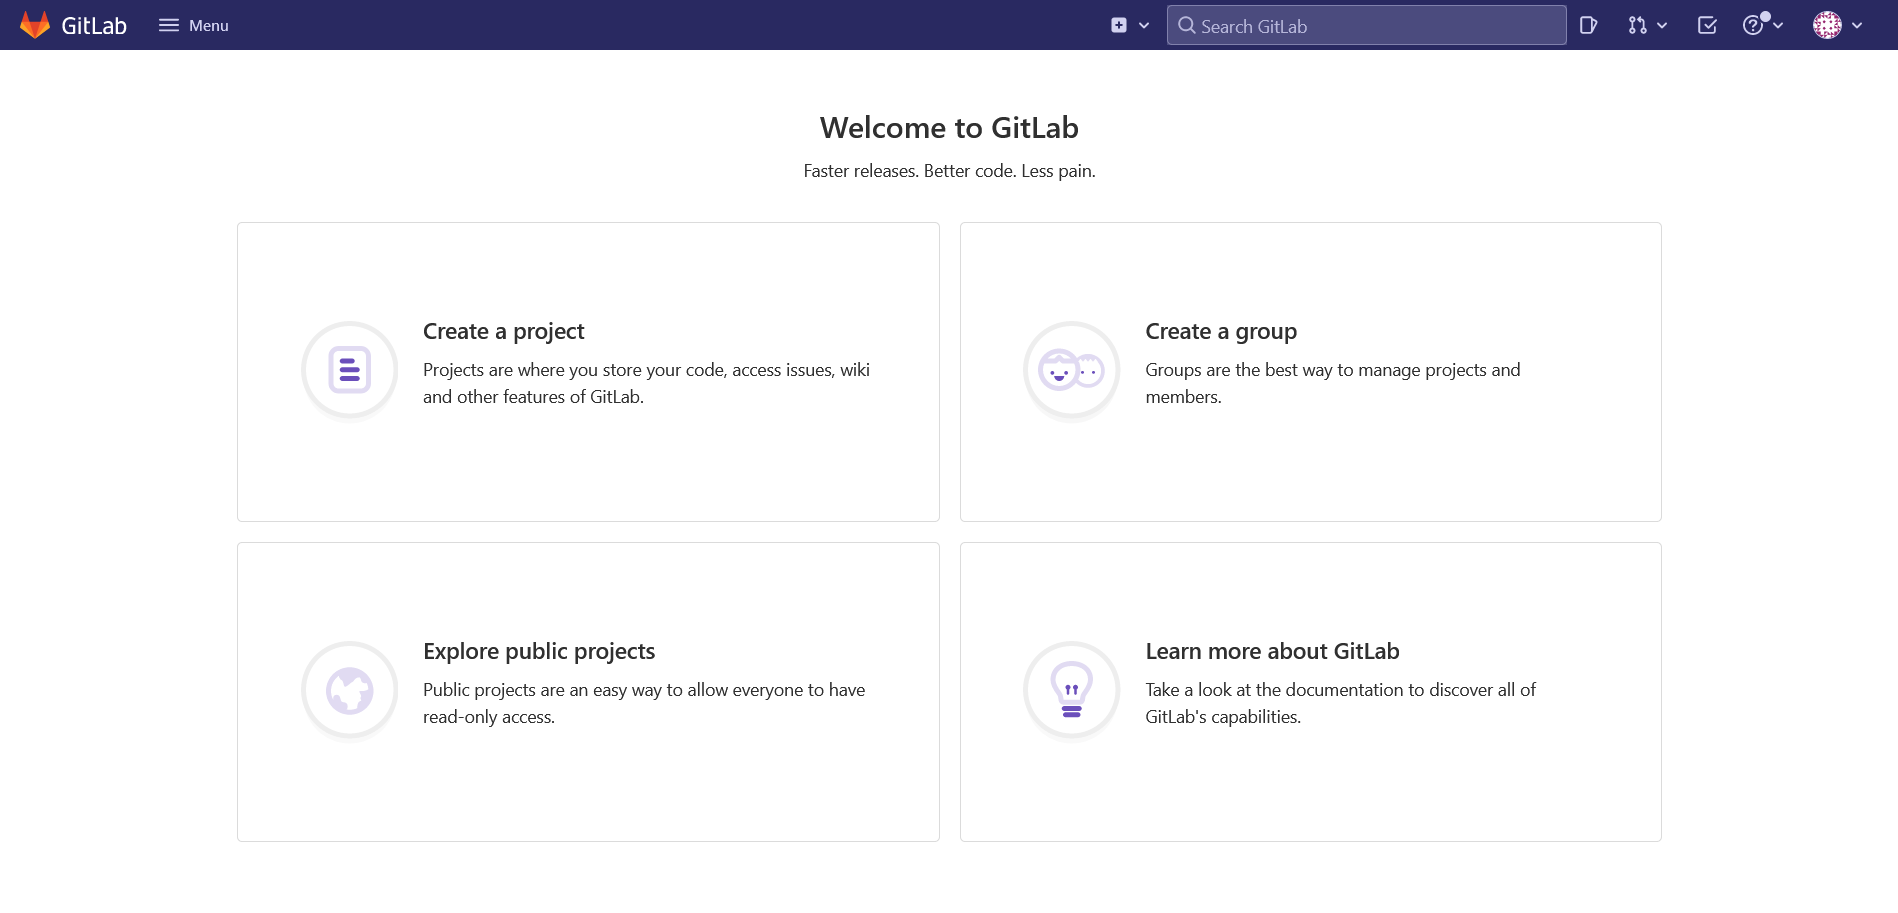 GitLab
Menu
Search GitLab
Welcome to GitLab
Faster releases. Better code. Less pain.
Create a project
Projects are where you store your code, access issues, wiki
and other features of GitLab.
Create a group
Groups are the best way to manage projects and
members.
Explore public projects
Public projects are an easy way to allow everyone to have
read-only access.
Learn more about GitLab
Take a look at the documentation to discover all of
GitLab's capabilities.